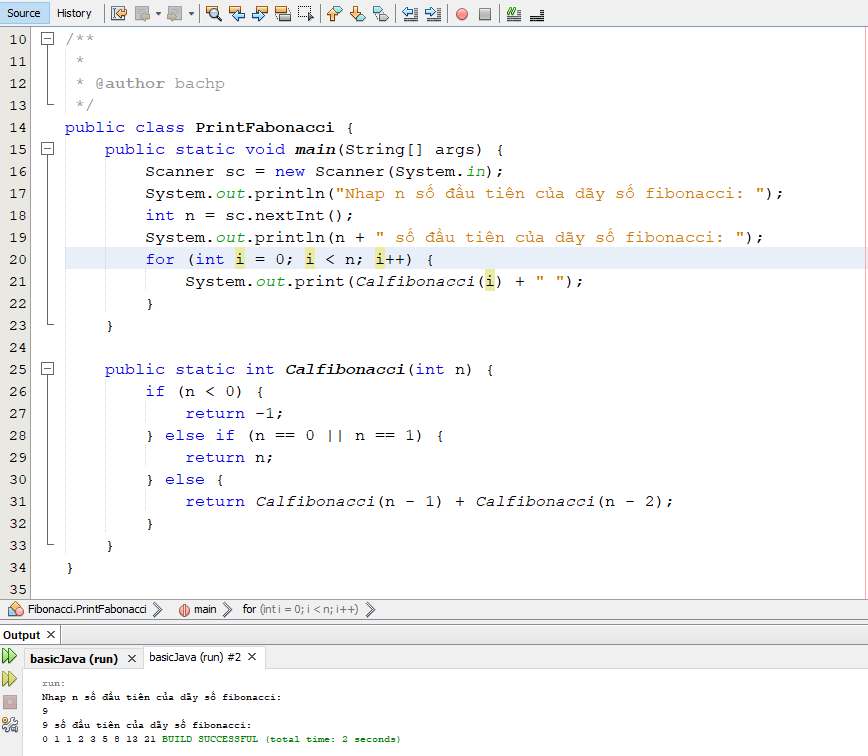 Source History
10 /**
11 *
12 * @author bachp
13 */
14 public class PrintFabonacci {
15 public static void main(String[] args) {
16 Scanner sc = new Scanner(System.in);
17 System.out.println("Nhap n số đầu tiên của dãy số fibonacci: ");
18 int n = sc.nextInt();
19 System.out.println(n + " số đầu tiên của dãy số fibonacci: ");
20 for (int i = 0; i < n; i++) {
21 System.out.print(Calfibonacci(i) + " ");
22 }
23 }
24
25 public static int Calfibonacci(int n) {
26 if (n < 0) {
27 return -1;
28 } else if (n == 0 || n == 1) {
29 return n;
30 } else {
31 return Calfibonacci(n - 1) + Calfibonacci(n - 2);
32 }
33 }
34 }
35
Fibonacci.PrintFabonacci main for (int i = 0; i < n; i++)
Output
basicJava (run) basicJava (run) #2
run:
Nhap n số đầu tiên của dãy số fibonacci:
9
9 số đầu tiên của dãy số fibonacci:
0 1 1 2 3 5 8 13 21 BUILD SUCCESSFUL (total time: 2 seconds)